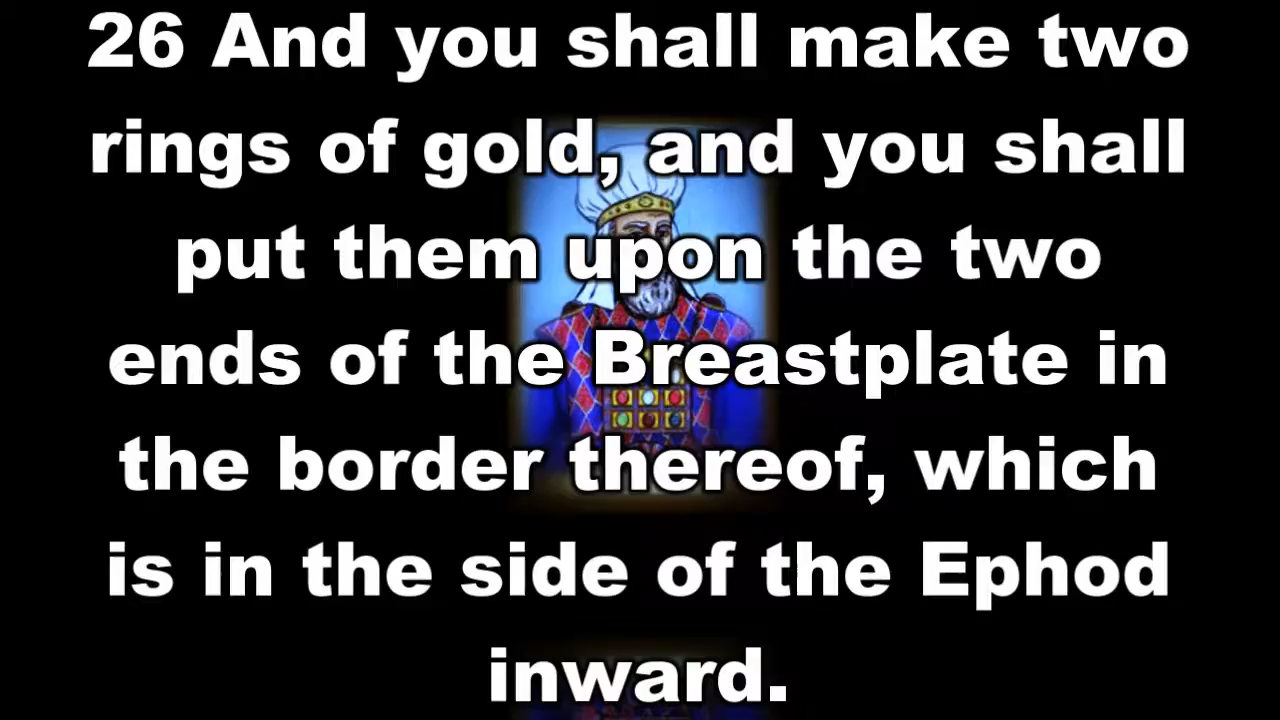 26 And you shall make two
rings of gold, and you shall
put them upon the two
ends of the Breastplate in
the border thereof, which
is in the side of the Ephod
inward.